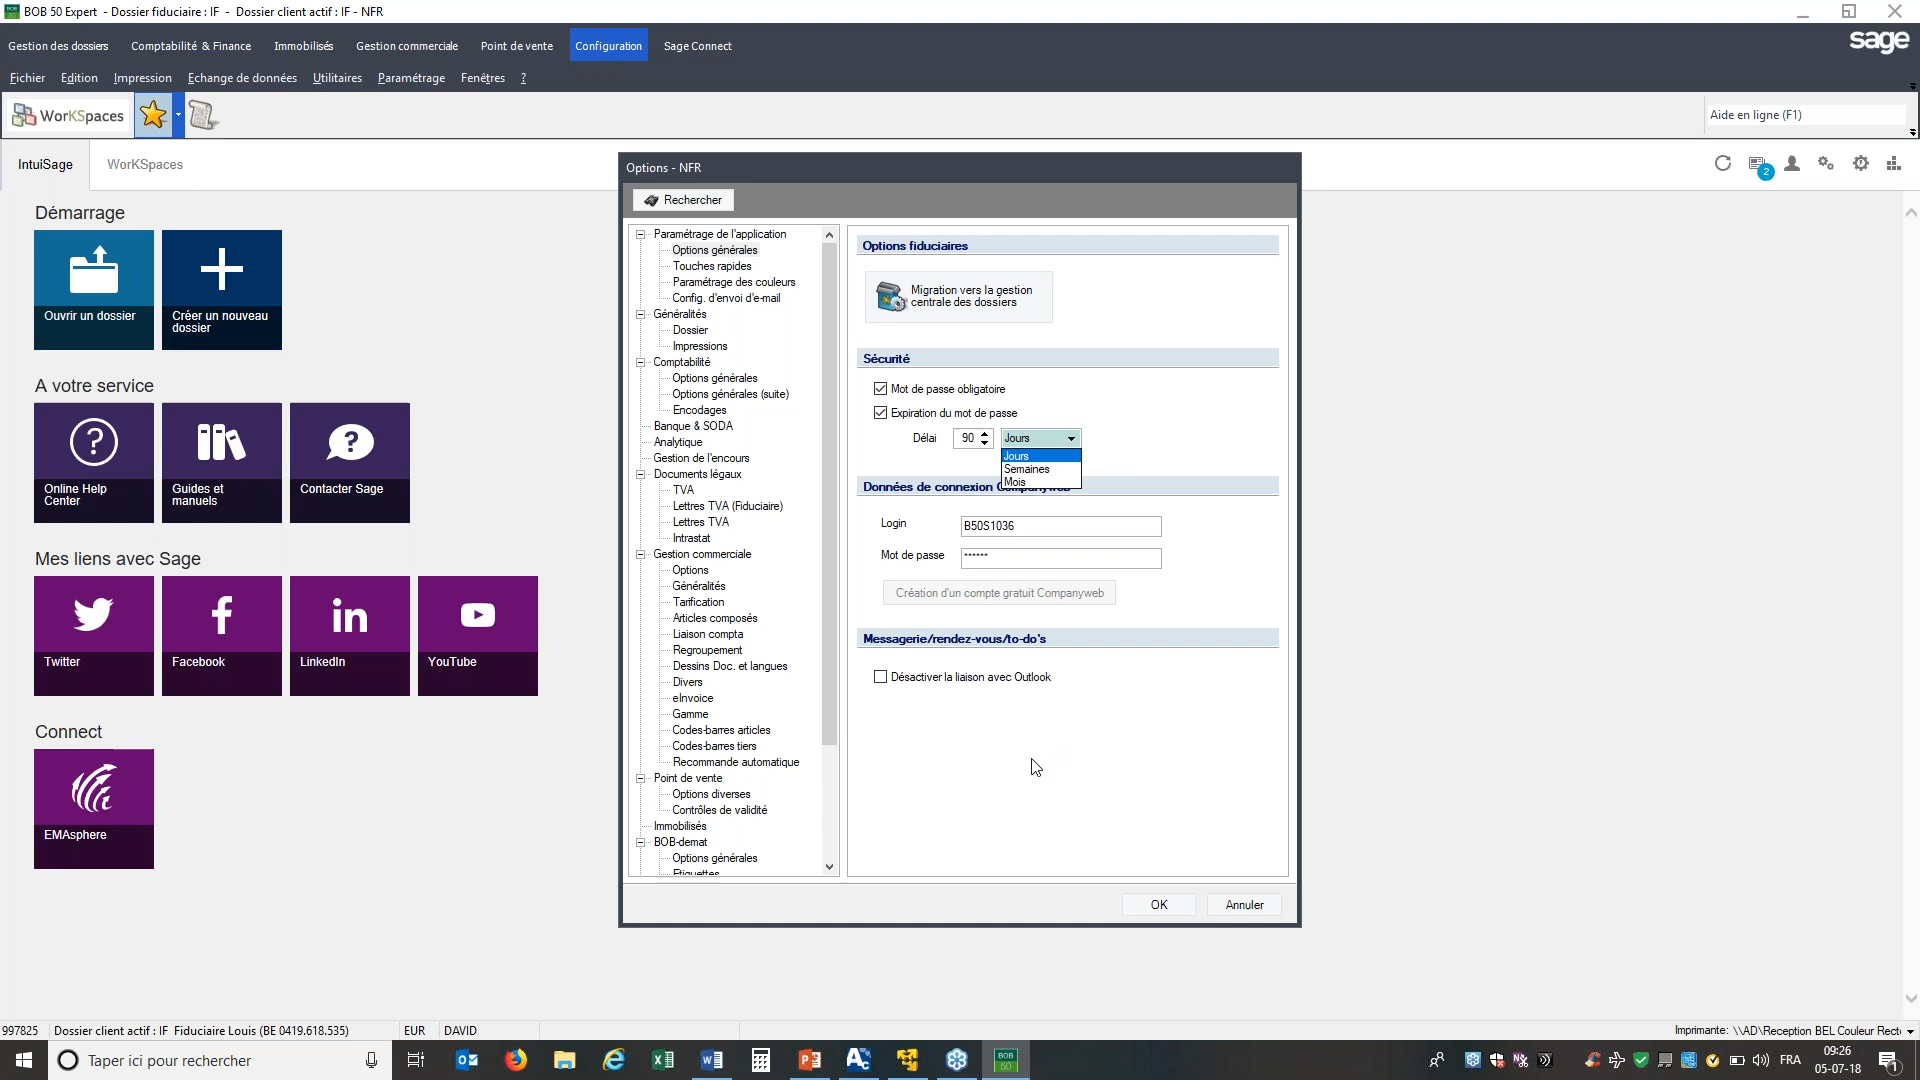 BOB 50 Expert - Dossier fiduciaire : IF - Dossier client actif : IF - NFR
Gestion des dossiers Comptabilité & Finance Immobilisés Gestion commerciale Point de vente Configuration Sage Connect
sage
Fichier Edition Impression Echange de données Utilitaires Paramétrage Fenêtres ?
WorKSpaces
Aide en ligne (F1)
IntuiSage WorKSpaces
2
Démarrage
Ouvrir un dossier
Créer un nouveau dossier
A votre service
Online Help Center
Guides et manuels
Contacter Sage
Mes liens avec Sage
Twitter
Facebook
LinkedIn
YouTube
Connect
EMAsphere
Options - NFR
Rechercher
Paramétrage de l'application
Options générales
Touches rapides
Paramétrage des couleurs
Config. d'envoi d'e-mail
Généralités
Dossier
Impressions
Comptabilité
Options générales
Options générales (suite)
Encodages
Banque & SODA
Analytique
Gestion de l'encours
Documents légaux
TVA
Lettres TVA (Fiduciaire)
Lettres TVA
Intrastat
Gestion commerciale
Options
Généralités
Tarification
Articles composés
Liaison compta
Regroupement
Dessins Doc. et langues
Divers
eInvoice
Gamme
Codes-barres articles
Codes-barres tiers
Recommande automatique
Point de vente
Options diverses
Contrôles de validité
Immobilisés
BOB-demat
Options générales
Etiquettes
Options fiduciaires
Migration vers la gestion
centrale des dossiers
Sécurité
Mot de passe obligatoire
Expiration du mot de passe
Délai 90 Jours
Jours
Semaines
Mois
Données de connexion Companyweb
Login B50S1036
Mot de passe ******
Création d'un compte gratuit Companyweb
Messagerie/rendez-vous/to-do's
Désactiver la liaison avec Outlook
OK Annuler
997825 Dossier client actif : IF Fiduciaire Louis (BE 0419.618.535) EUR DAVID
Imprimante: \\AD\Reception BEL Couleur Rect
Taper ici pour rechercher
BOB 50
FRA
09:26
05-07-18
1